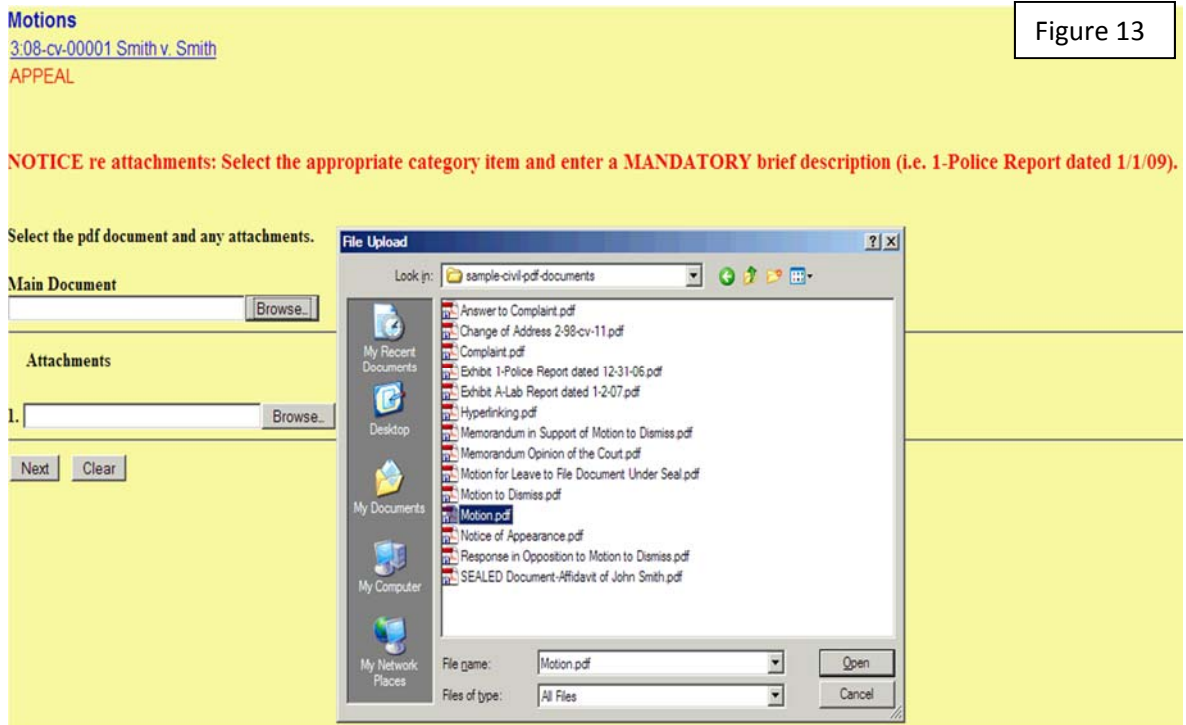 Motions
Figure 13
3:08-cv-00001 Smith v. Smith
APPEAL
NOTICE re attachments: Select the appropriate category item and enter a MANDATORY brief description (i.e. 1-Police Report dated 1/1/09).
Select the pdf document and any attachments.
Main Document
Browse...
Attachments
1.
Browse...
Next Clear
File Upload
Look in: sample-civil-pdf-documents
My Recent Documents
Desktop
My Documents
My Computer
My Network Places
Answer to Complaint.pdf
Change of Address 2-98-cv-11.pdf
Complaint.pdf
Exhibit 1-Police Report dated 12-31-06.pdf
Exhibit A-Lab Report dated 1-2-07.pdf
Hyperlinking.pdf
Memorandum in Support of Motion to Dismiss.pdf
Memorandum Opinion of the Court.pdf
Motion for Leave to File Document Under Seal.pdf
Motion to Dismiss.pdf
Motion.pdf
Notice of Appearance.pdf
Response in Opposition to Motion to Dismiss.pdf
SEALED Document-Affidavit of John Smith.pdf
File name: Motion.pdf Open
Files of type: All Files Cancel